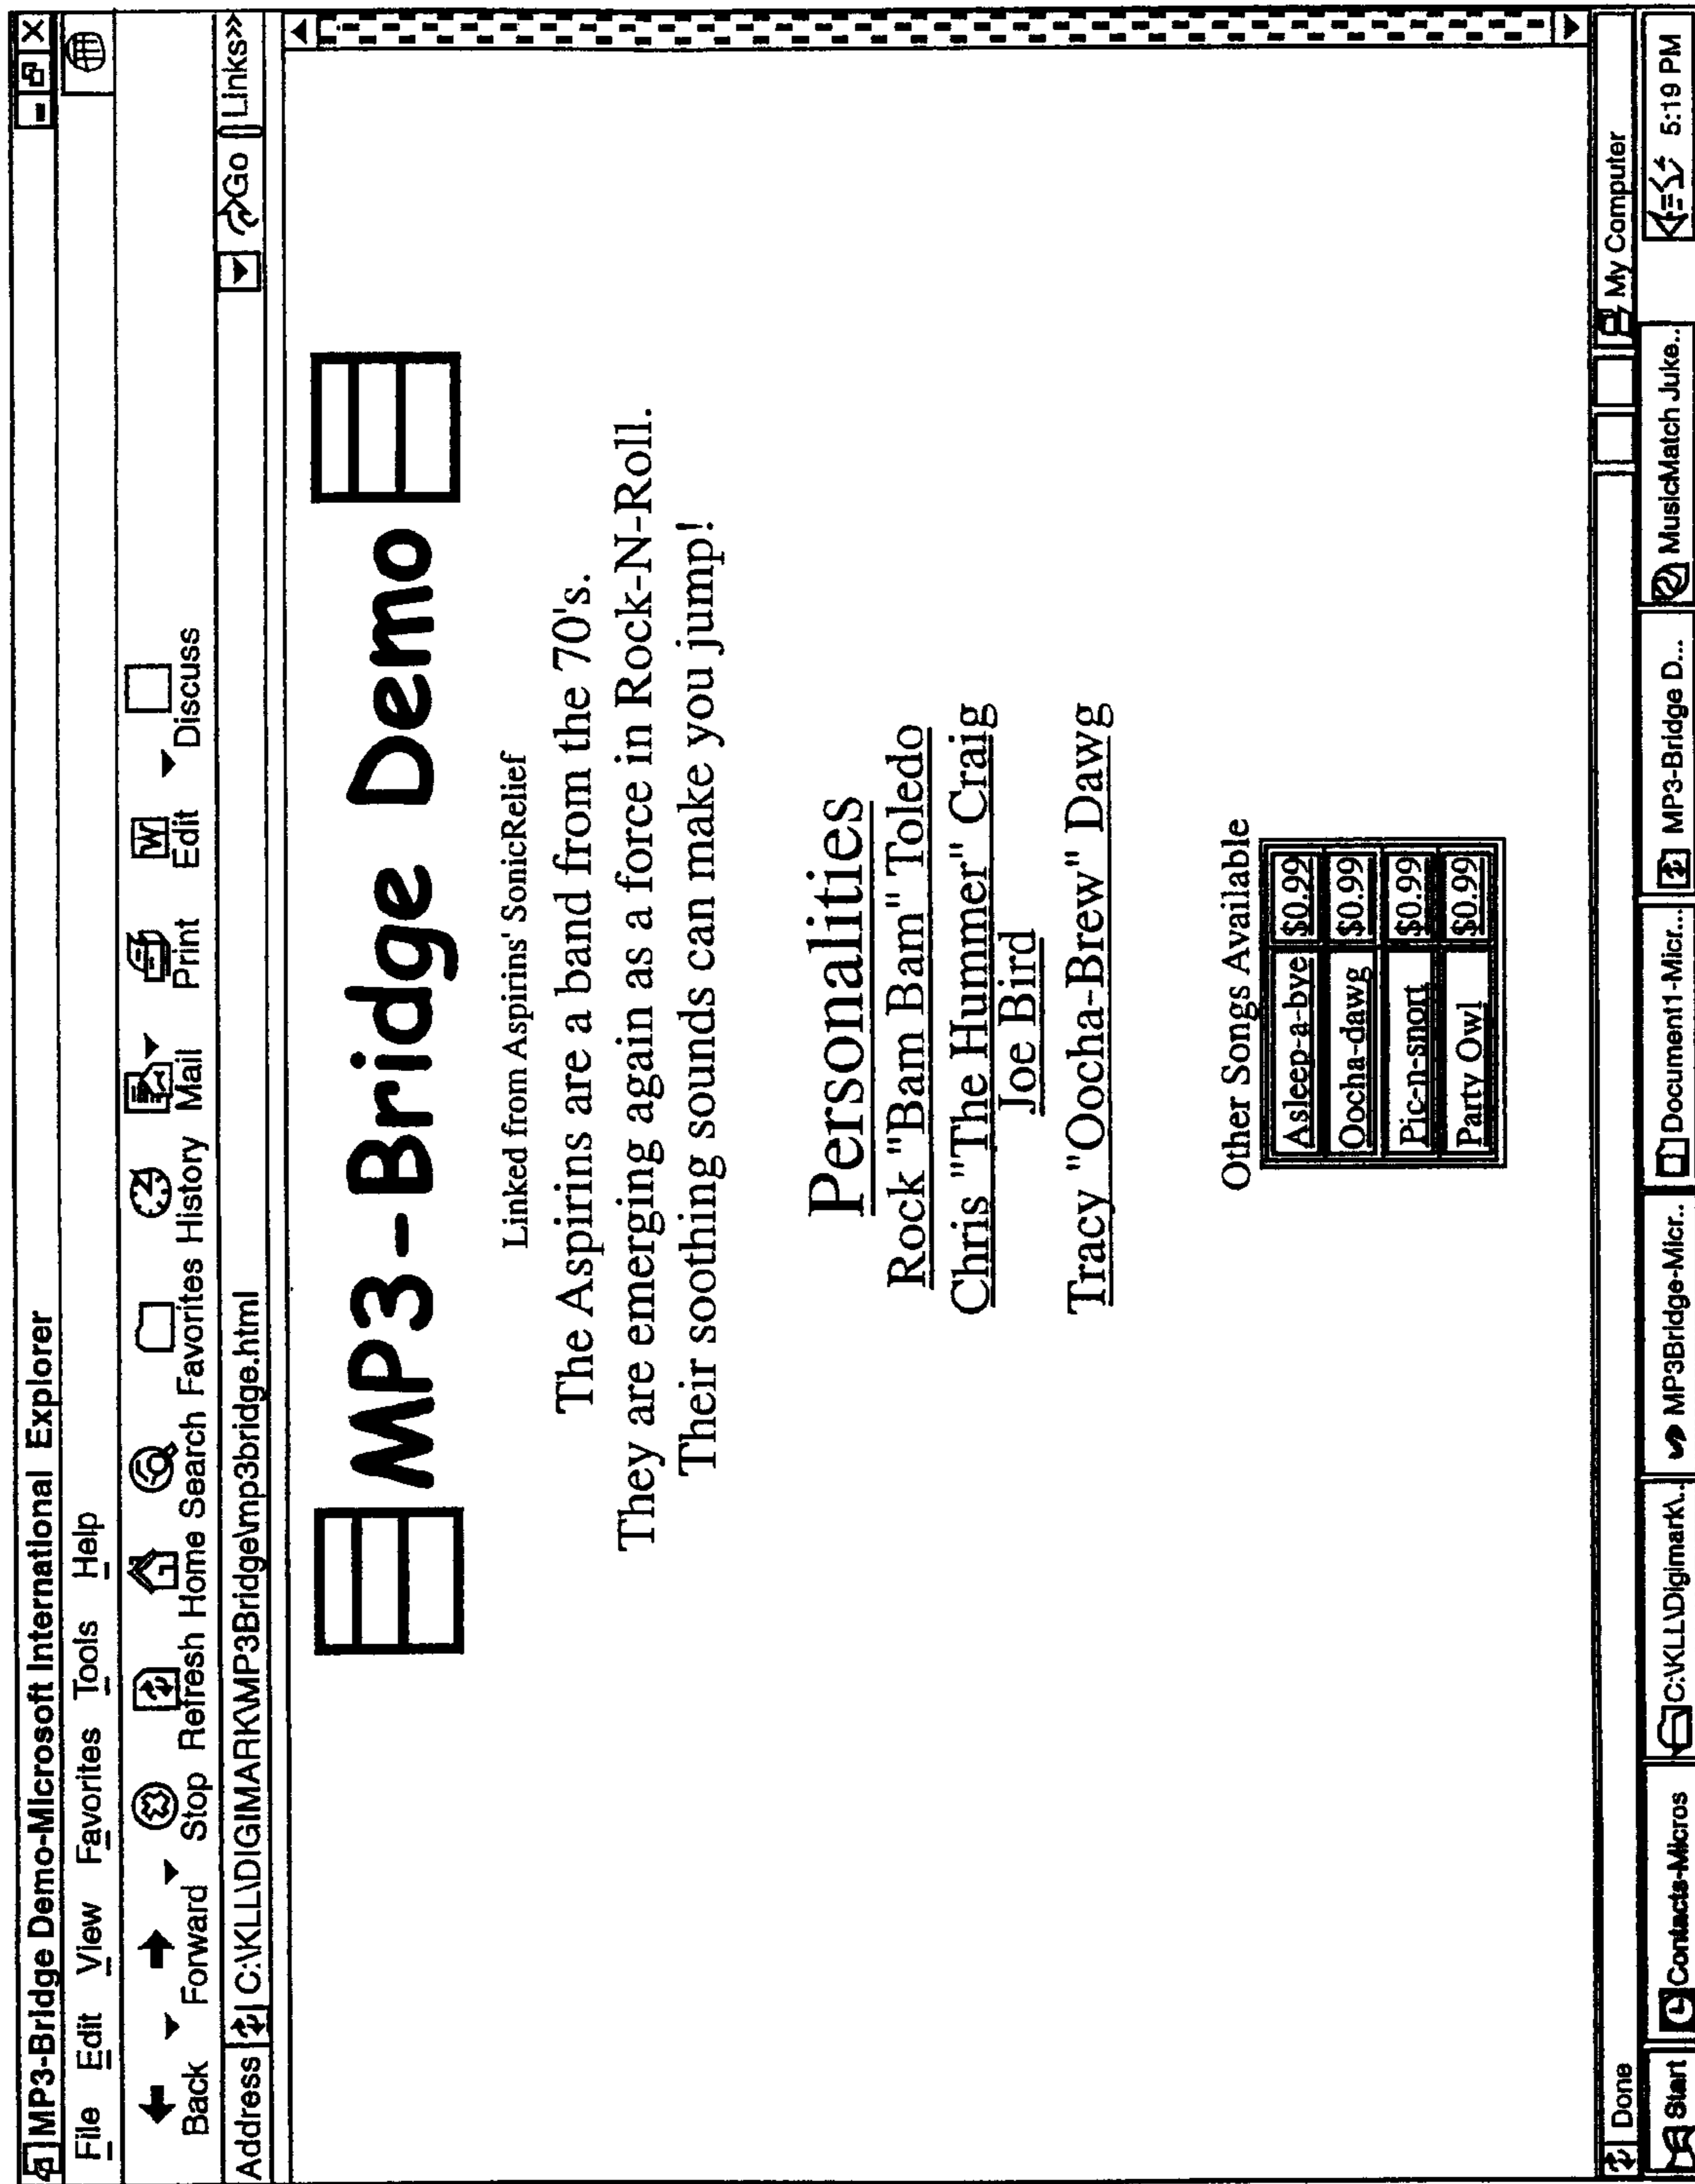 MP3-Bridge Demo-Microsoft International Explorer
File Edit View Favorites Tools Help
Back Forward Stop Refresh Home Search Favorites History Mail Print Edit Discuss
Address C:\KLL\DIGIMARK\MP3Bridge\mp3bridge.html Go Links»
MP3-Bridge Demo
Linked from Aspirins' SonicRelief
The Aspirins are a band from the 70's.
They are emerging again as a force in Rock-N-Roll.
Their soothing sounds can make you jump!
Personalities
Rock "Bam Bam" Toledo
Chris "The Hummer" Craig
Joe Bird
Tracy "Oocha-Brew" Dawg
Other Songs Available
Asleep-a-bye $0.99
Oocha-dawg $0.99
Pic-n-snort $0.99
Party Owl $0.99
Done My Computer
Start Contacts-Micros C:\KLL\Digimark\.. MP3Bridge-Micr.. Document1-Micr... MP3-Bridge D... MusicMatch Juke.. 5:19 PM